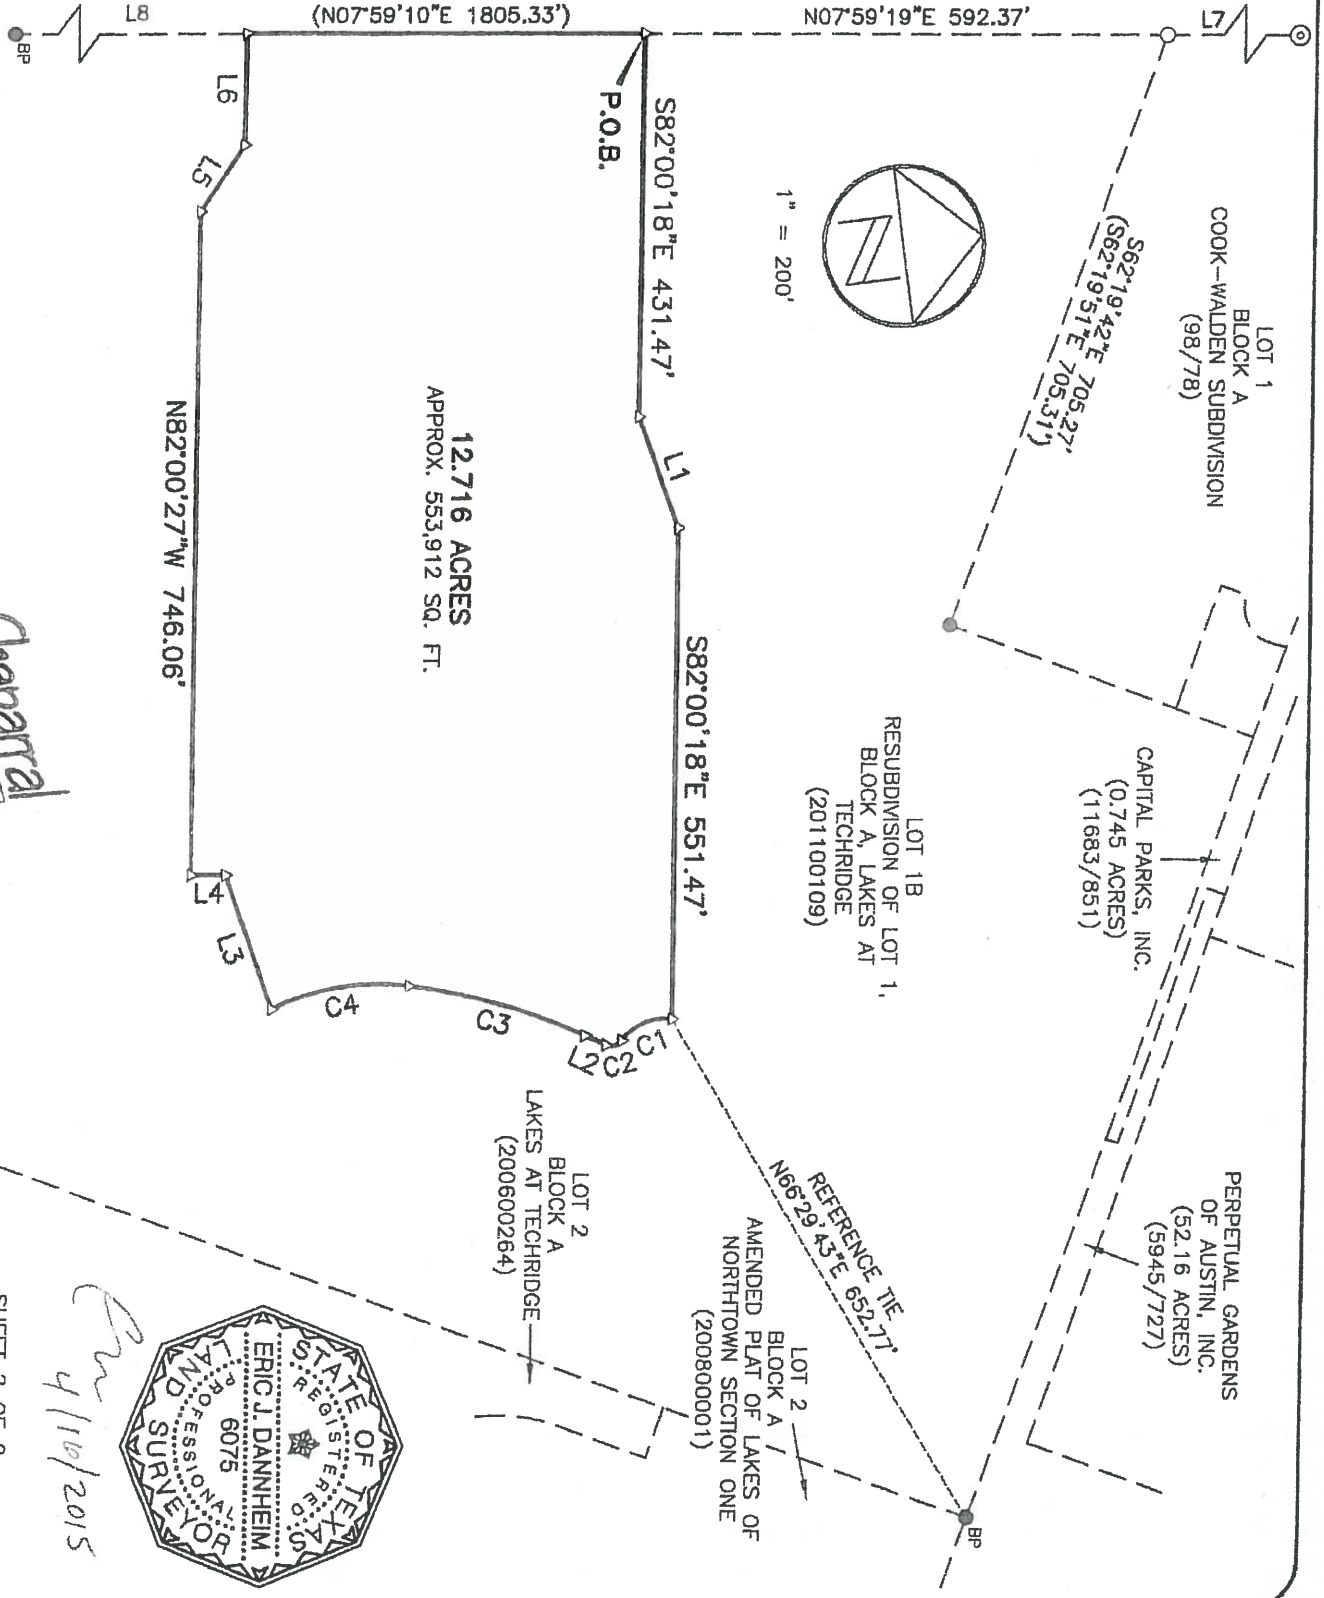 L8
(N07°59'10"E 1805.33')
N07°59'19"E 592.37'
L7
BP
L6
L5
P.O.B.
S82°00'18"E 431.47'
L1
S82°00'18"E 551.47'
1" = 200'
N
S62°19'42"E 705.27'
(S62°19'51"E 705.31')
LOT 1
BLOCK A
COOK-WALDEN SUBDIVISION
(98/78)
12.716 ACRES
APPROX. 553,912 SQ. FT.
N82°00'27"W 746.06'
L4
L3
C4
C3
L2
C2
C1
LOT 1B
RESUBDIVISION OF LOT 1,
BLOCK A, LAKES AT
TECHRIDGE
(201100109)
CAPITAL PARKS, INC.
(0.745 ACRES)
(11683/851)
PERPETUAL GARDENS
OF AUSTIN, INC.
(52.16 ACRES)
(5945/727)
REFERENCE TIE
N66°29'43"E 652.77'
LOT 2
BLOCK A
AMENDED PLAT OF LAKES OF
NORTHTOWN SECTION ONE
(200800001)
LOT 2
BLOCK A
LAKES AT TECHRIDGE
(200600264)
BP
STATE OF TEXAS
REGISTERED
ERIC J. DANNHEIM
6075
PROFESSIONAL
LAND SURVEYOR
4/16/2015
Chaparral